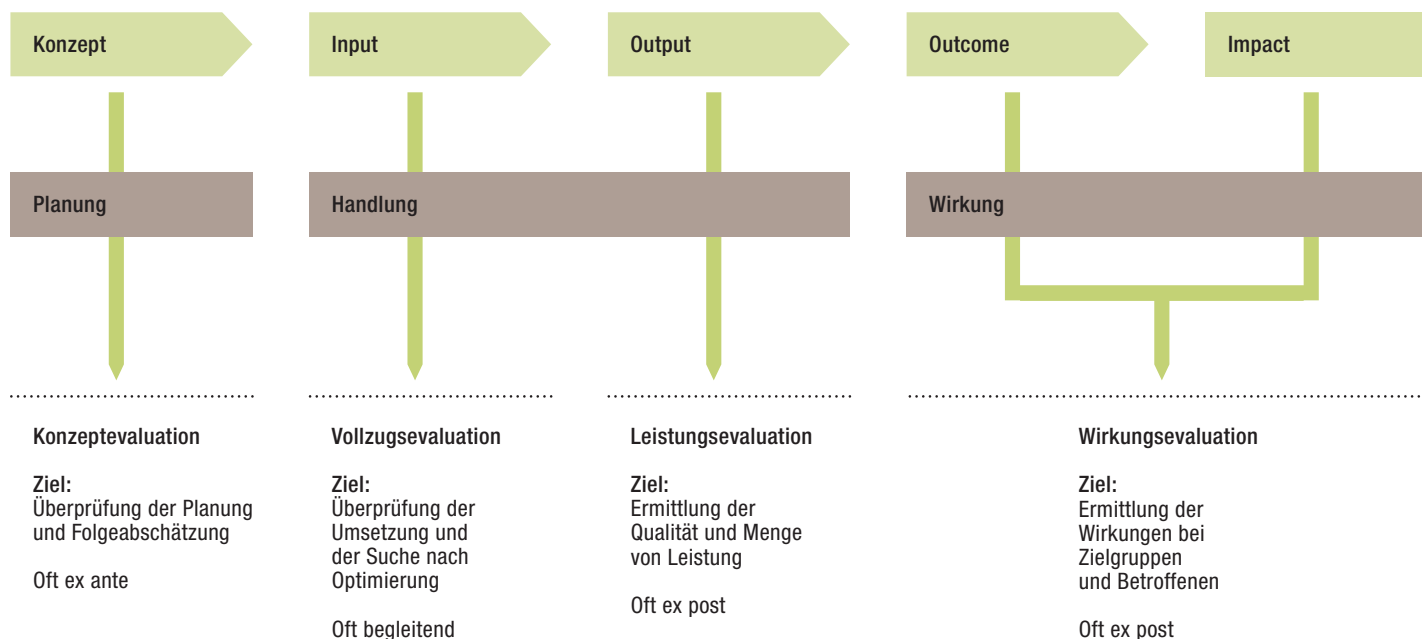 Konzept
Input
Output
Outcome
Impact
Planung
Handlung
Wirkung
Konzeptevaluation
Ziel:
Überprüfung der Planung
und Folgeabschätzung
Oft ex ante
Vollzugsevaluation
Ziel:
Überprüfung der
Umsetzung und
der Suche nach
Optimierung
Oft begleitend
Leistungsevaluation
Ziel:
Ermittlung der
Qualität und Menge
von Leistung
Oft ex post
Wirkungsevaluation
Ziel:
Ermittlung der
Wirkungen bei
Zielgruppen
und Betroffenen
Oft ex post